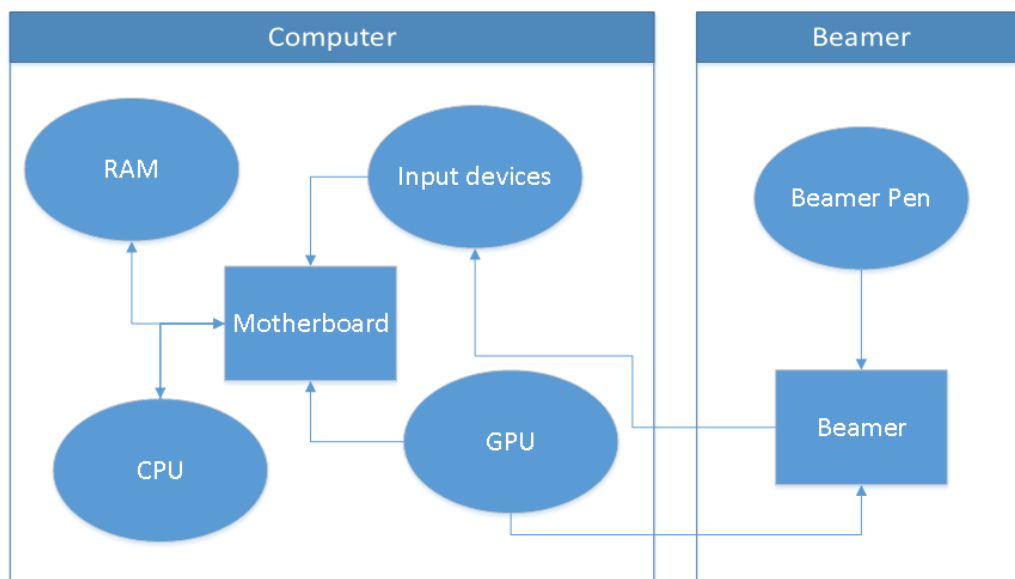 Computer
Beamer
RAM
Input devices
Beamer Pen
Motherboard
CPU
GPU
Beamer